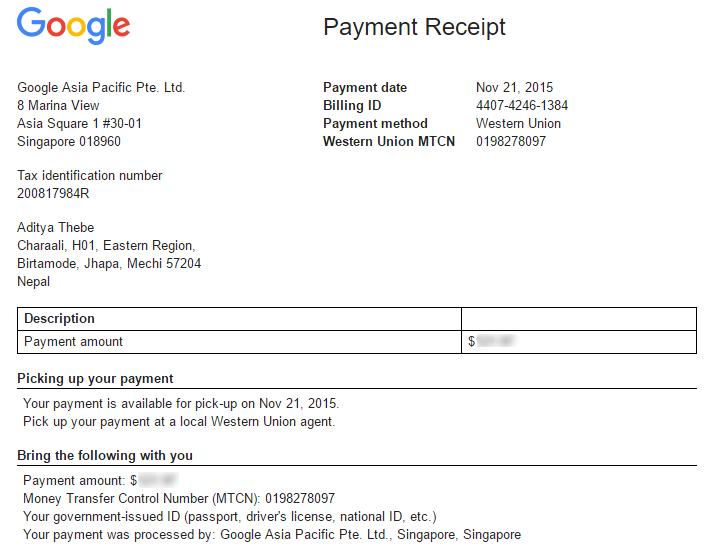 Google
Payment Receipt
Google Asia Pacific Pte. Ltd.
8 Marina View
Asia Square 1 #30-01
Singapore 018960
Tax identification number
200817984R
Aditya Thebe
Charaali, H01, Eastern Region,
Birtamode, Jhapa, Mechi 57204
Nepal
Payment date Nov 21, 2015
Billing ID 4407-4246-1384
Payment method Western Union
Western Union MTCN 0198278097
Description
Payment amount $
Picking up your payment
Your payment is available for pick-up on Nov 21, 2015.
Pick up your payment at a local Western Union agent.
Bring the following with you
Payment amount: $
Money Transfer Control Number (MTCN): 0198278097
Your government-issued ID (passport, driver's license, national ID, etc.)
Your payment was processed by: Google Asia Pacific Pte. Ltd., Singapore, Singapore